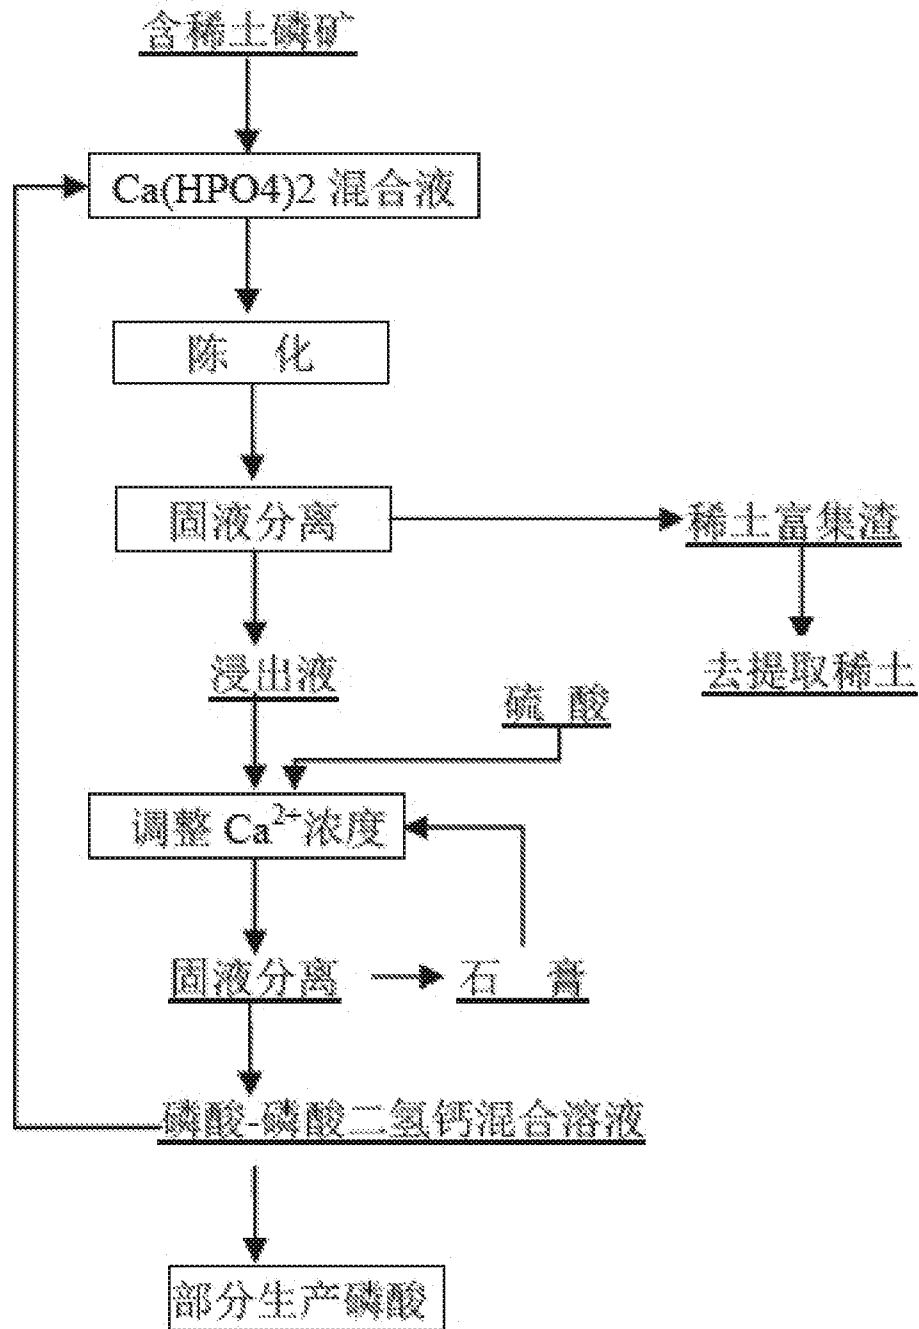 含稀土磷矿
Ca(HPO4)2 混合液
陈 化
固液分离
稀土富集渣
浸出液
去提取稀土
硫 酸
调整 Ca²⁺浓度
固液分离
石 膏
磷酸-磷酸二氢钙混合溶液
部分生产磷酸